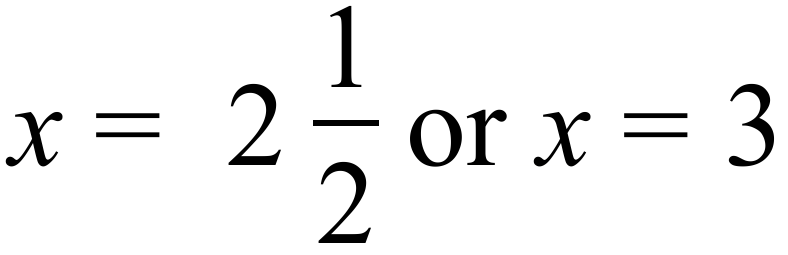 x = 2 1/2 or x = 3